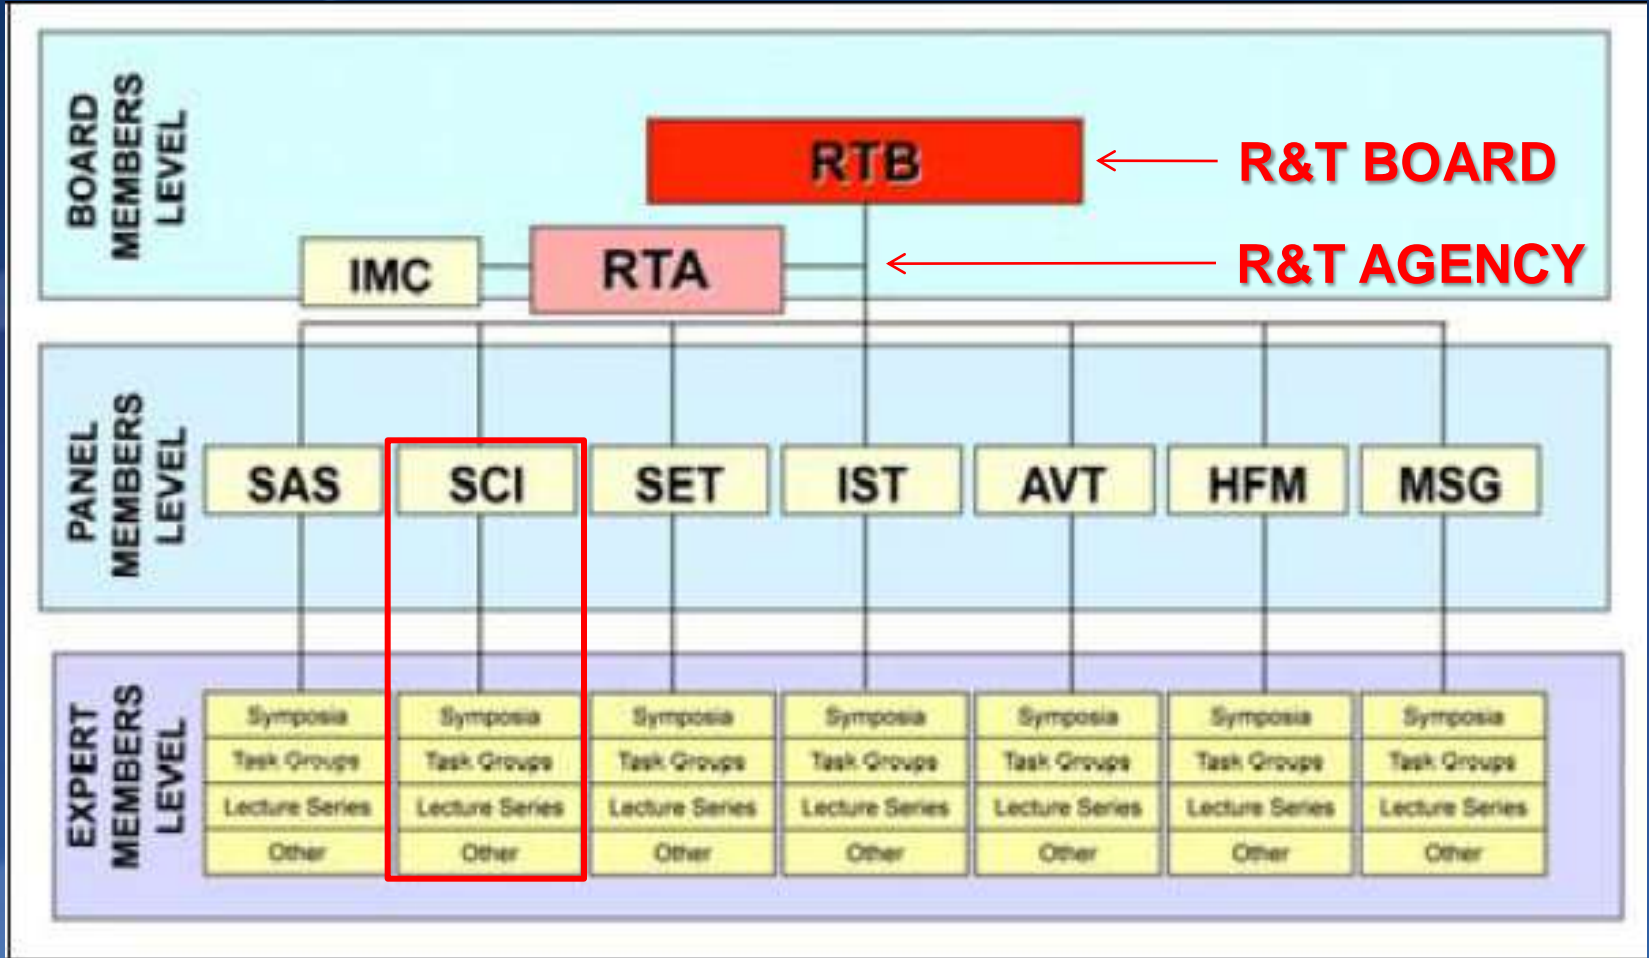 BOARD
MEMBERS
LEVEL
RTB
R&T BOARD
IMC
RTA
R&T AGENCY
PANEL
MEMBERS
LEVEL
SAS
SCI
SET
IST
AVT
HFM
MSG
EXPERT
MEMBERS
LEVEL
Symposia
Task Groups
Lecture Series
Other
Symposia
Task Groups
Lecture Series
Other
Symposia
Task Groups
Lecture Series
Other
Symposia
Task Groups
Lecture Series
Other
Symposia
Task Groups
Lecture Series
Other
Symposia
Task Groups
Lecture Series
Other
Symposia
Task Groups
Lecture Series
Other